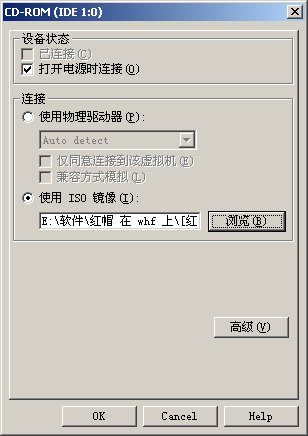 CD-ROM (IDE 1:0)
设备状态
已连接(C)
打开电源时连接(O)
连接
使用物理驱动器(P):
Auto detect
仅同意连接到该虚拟机(E)
兼容方式模拟(L)
使用 ISO 镜像(I):
E:\软件\红帽 在 whf 上\[红
浏览(B)
高级(V)
OK Cancel Help